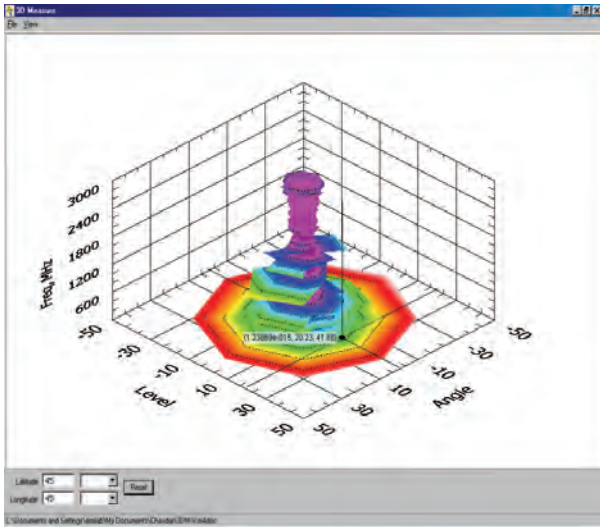 3D Measure
File View
3000
2400
1800
1200
600
Freq, MHz
-50
-30
-10
10
30
50
Level
50
30
10
-10
-30
-50
Angle
Latitude 45
Longitude 45
Reset